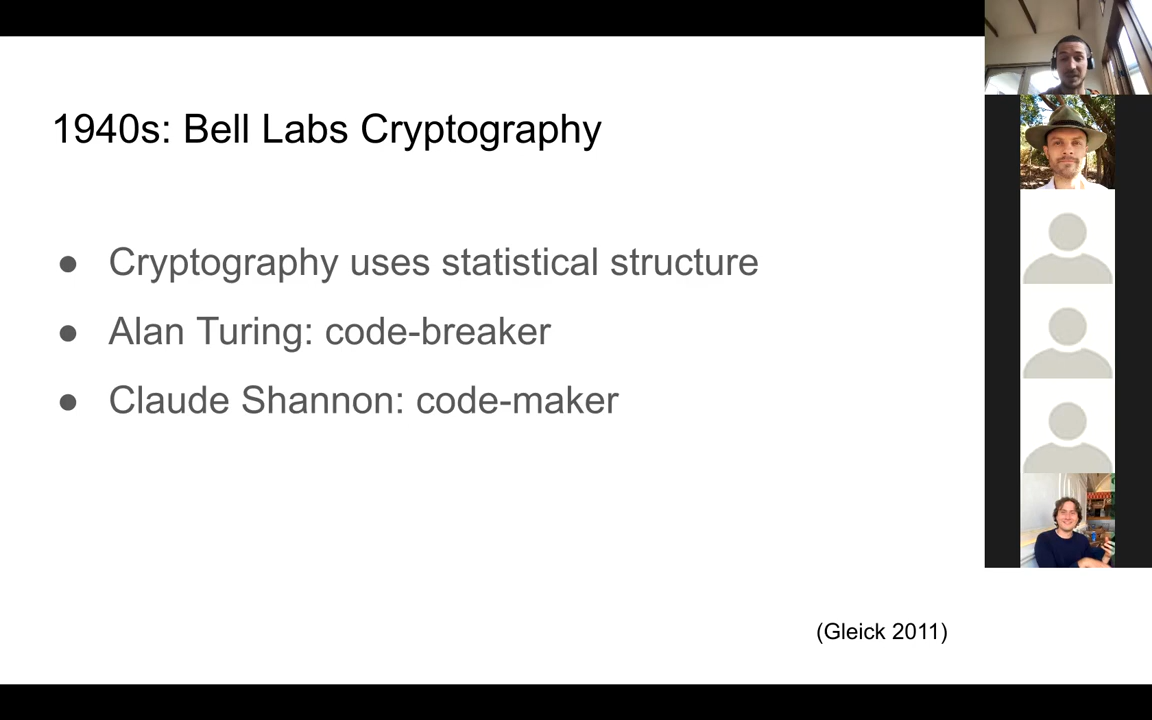 1940s: Bell Labs Cryptography
● Cryptography uses statistical structure
● Alan Turing: code-breaker
● Claude Shannon: code-maker
(Gleick 2011)